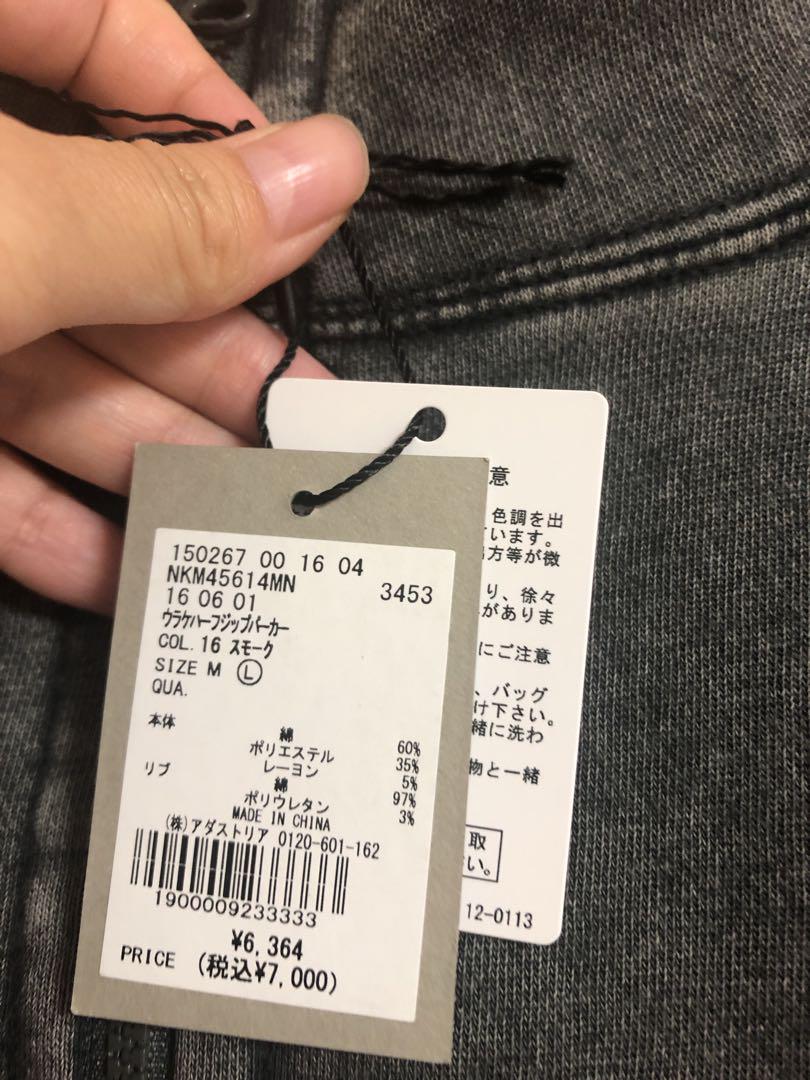 150267 00 16 04
NKM45614MN 3453
16 06 01
ウラケハーフジップパーカー
COL. 16 スモーク
SIZE M Ⓛ
QUA.
本体
綿 60%
ポリエステル 35%
レーヨン 5%
リブ
綿 97%
ポリウレタン 3%
MADE IN CHINA
(株)アダストリア 0120-601-162
1900009233333
¥6,364
PRICE (税込¥7,000)
意
色調を出
います。
方等が微
り、徐々
がありま
にご注意
、バッグ
け下さい。
緒に洗わ
物と一緒
取
い。
12-0113